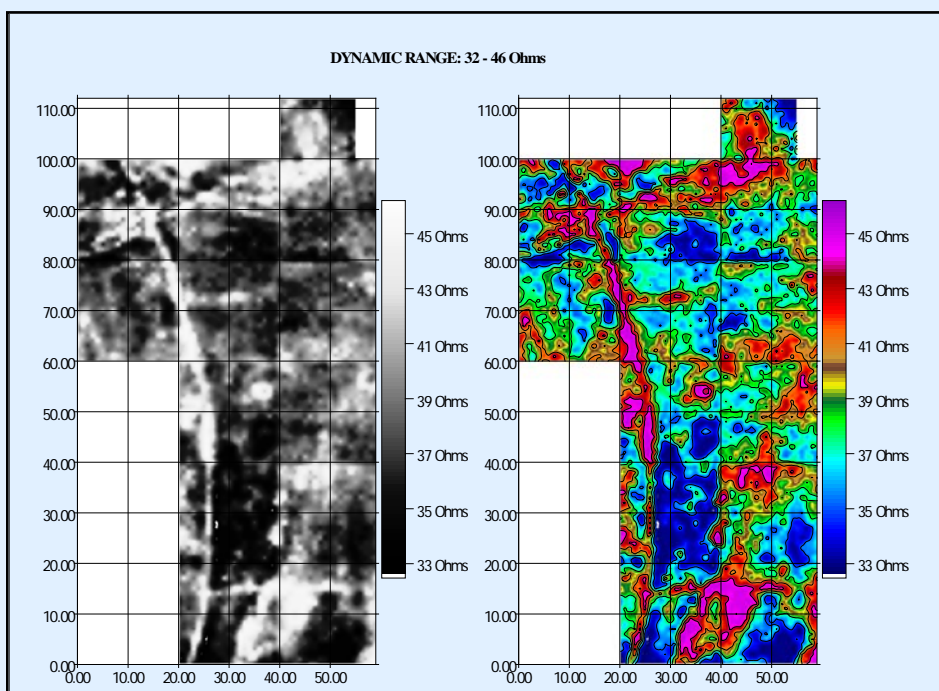 DYNAMIC RANGE: 32 - 46 Ohms
110.00
100.00
90.00
80.00
70.00
60.00
50.00
40.00
30.00
20.00
10.00
0.00
0.00 10.00 20.00 30.00 40.00 50.00
45 Ohms
43 Ohms
41 Ohms
39 Ohms
37 Ohms
35 Ohms
33 Ohms
110.00
100.00
90.00
80.00
70.00
60.00
50.00
40.00
30.00
20.00
10.00
0.00
0.00 10.00 20.00 30.00 40.00 50.00
45 Ohms
43 Ohms
41 Ohms
39 Ohms
37 Ohms
35 Ohms
33 Ohms